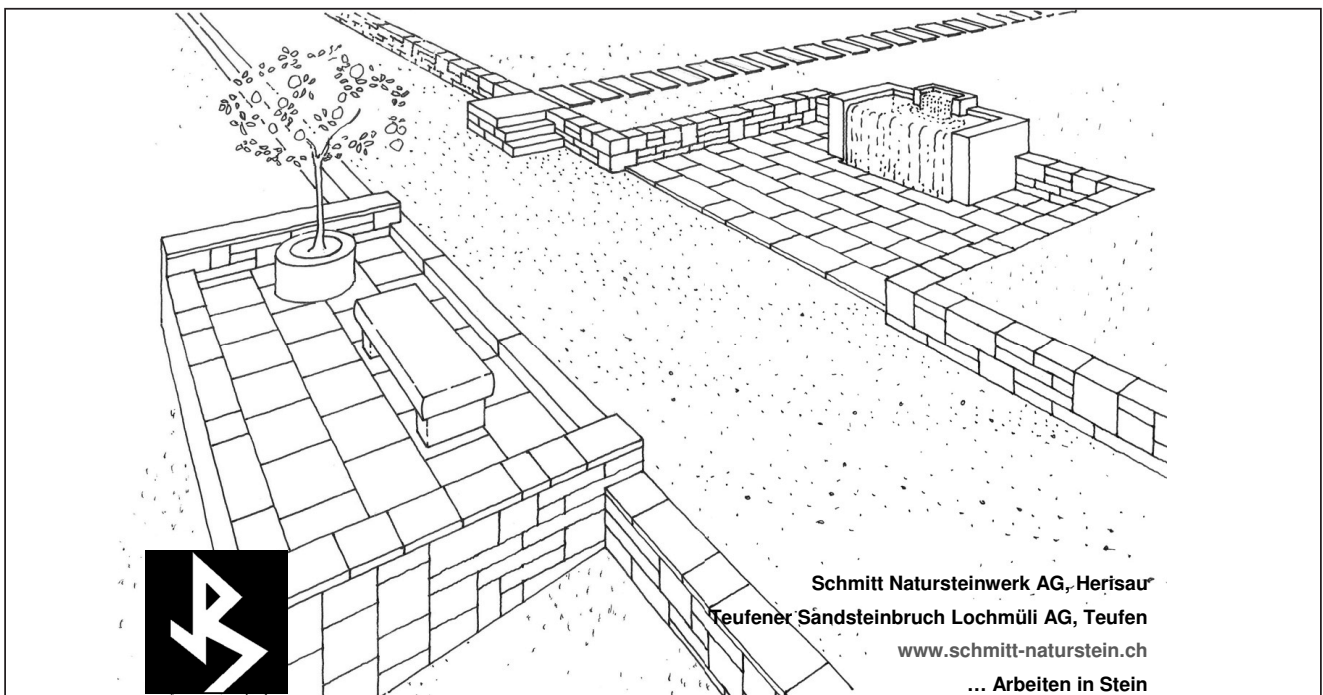 Schmitt Natursteinwerk AG, Herisau
Teufener Sandsteinbruch Lochmüli AG, Teufen
www.schmitt-naturstein.ch
... Arbeiten in Stein